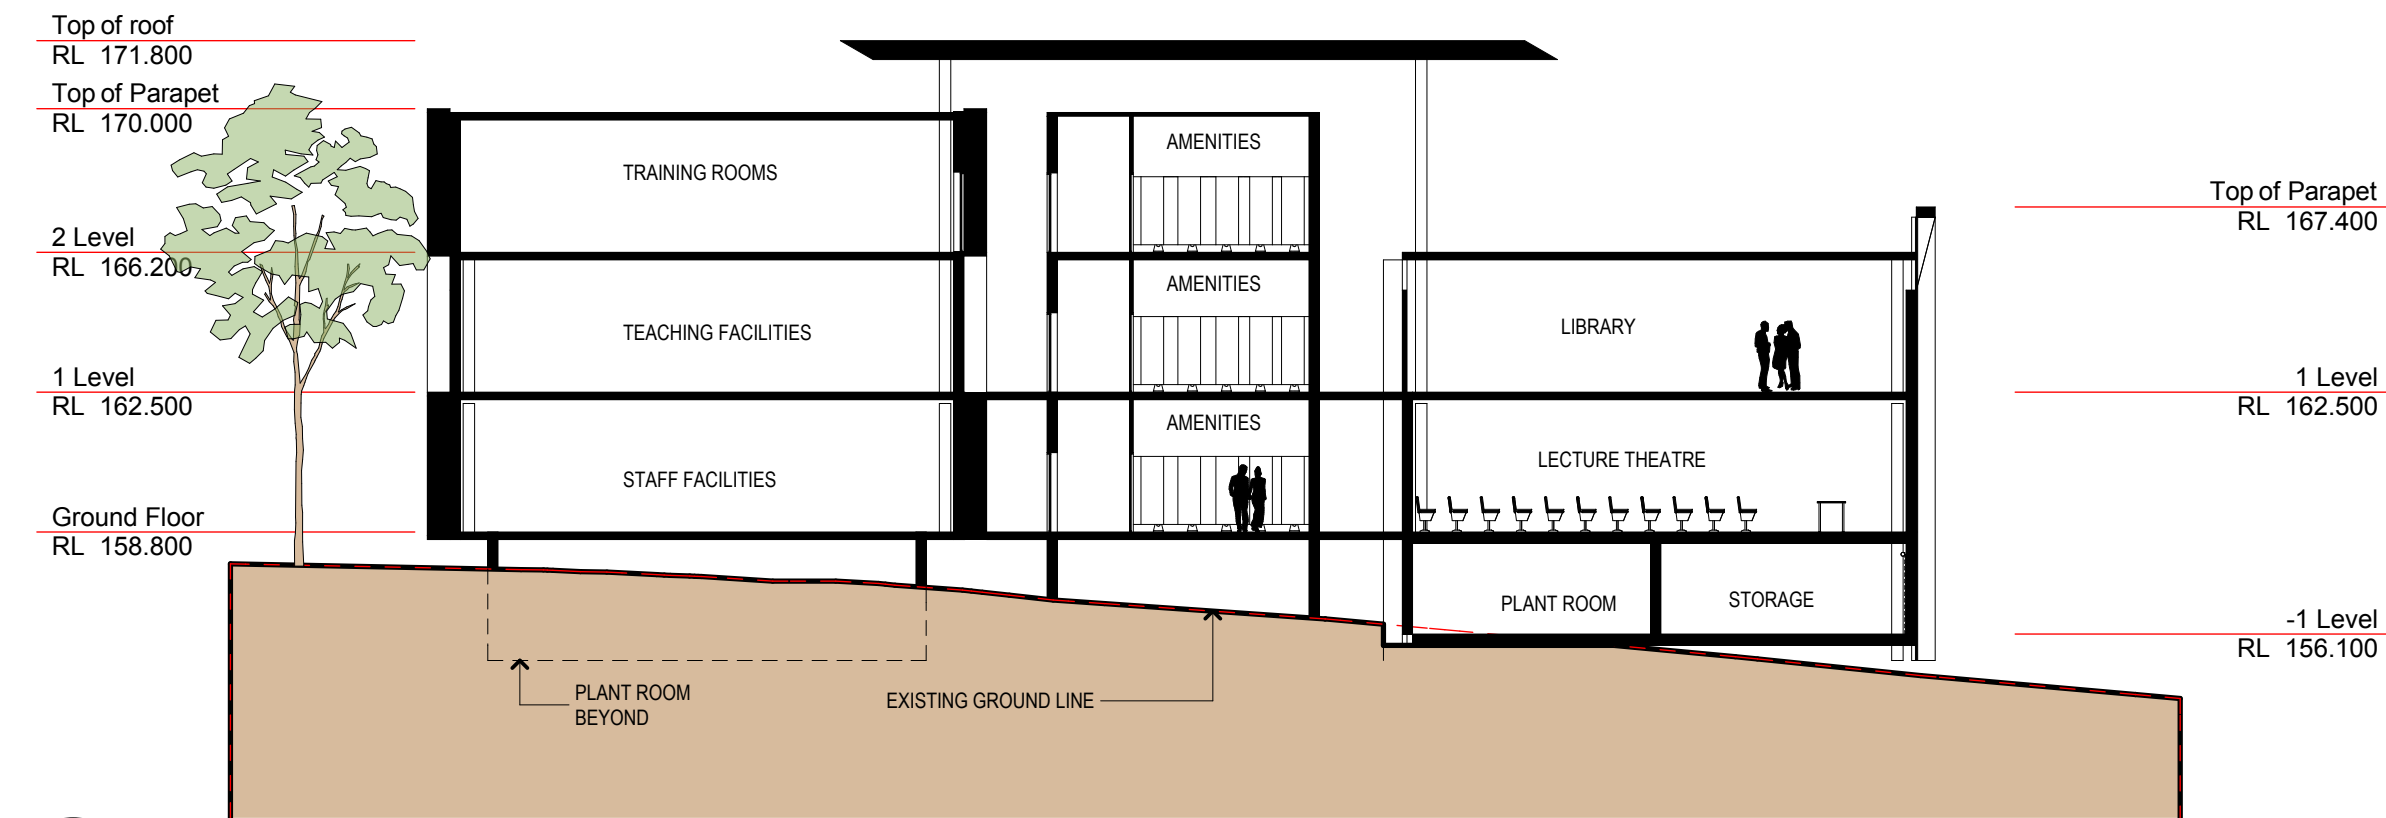 Top of roof
RL 171.800
Top of Parapet
RL 170.000
2 Level
RL 166.200
1 Level
RL 162.500
Ground Floor
RL 158.800
TRAINING ROOMS
TEACHING FACILITIES
STAFF FACILITIES
AMENITIES
AMENITIES
AMENITIES
LIBRARY
LECTURE THEATRE
PLANT ROOM
STORAGE
PLANT ROOM
BEYOND
EXISTING GROUND LINE
Top of Parapet
RL 167.400
1 Level
RL 162.500
-1 Level
RL 156.100